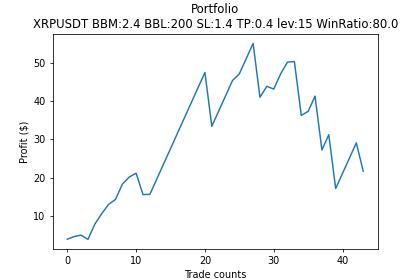 Portfolio
XRPUSDT BBM:2.4 BBL:200 SL:1.4 TP:0.4 lev:15 WinRatio:80.0
50
40
30
20
10
Profit ($)
0
10
20
30
40
Trade counts